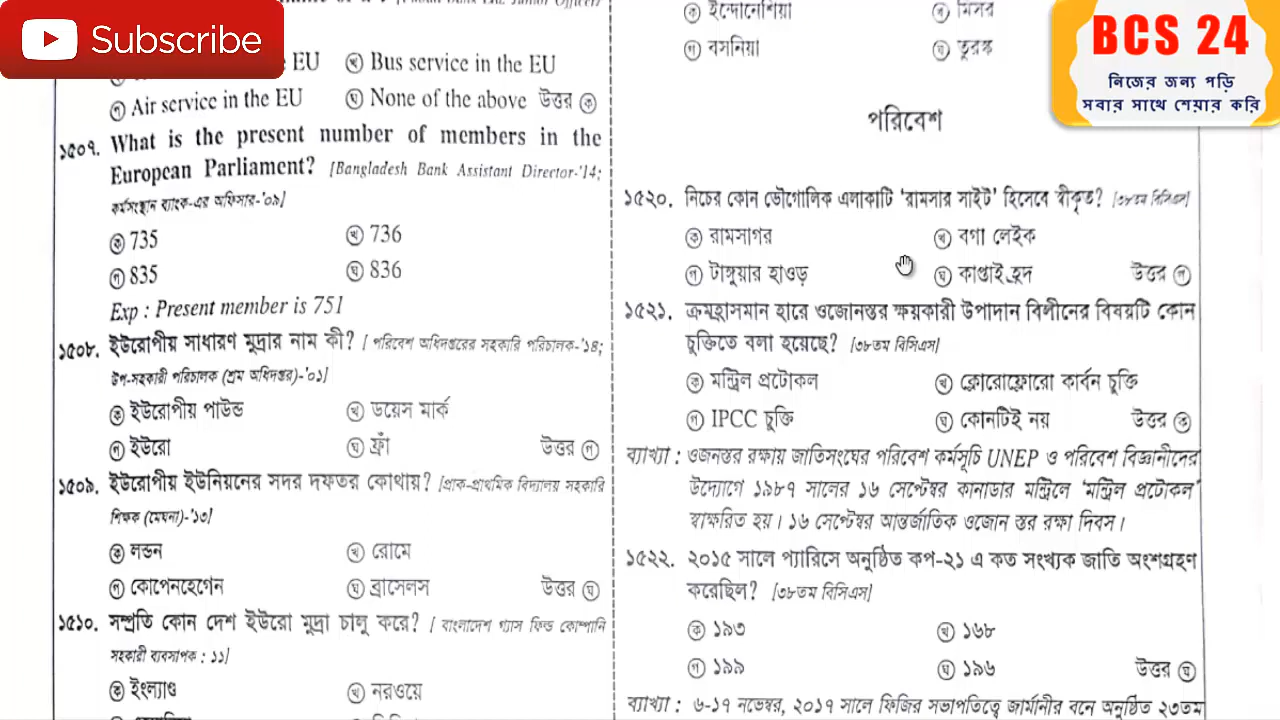 Subscribe
EU ⓗ Bus service in the EU
ⓖ Air service in the EU ⓘ None of the above উত্তর ⓚ
১৫০৭. What is the present number of members in the
European Parliament? [Bangladesh Bank Assistant Director-'14;
কর্মসংস্থান ব্যাংক-এর অফিসার-'০৯]
ক 735 খ 736
গ 835 ঘ 836
Exp : Present member is 751
১৫০৮. ইউরোপীয় সাধারণ মুদ্রার নাম কী? [ পরিবেশ অধিদপ্তরের সহকারি পরিচালক-'১৪;
উপ-সহকারী পরিচালক (শ্রম অধিদপ্তর)-'০১]
ক ইউরোপীয় পাউন্ড খ ডয়েস মার্ক
গ ইউরো ঘ ফ্রাঁ উত্তর গ
১৫০৯. ইউরোপীয় ইউনিয়নের সদর দফতর কোথায়? [প্রাক-প্রাথমিক বিদ্যালয় সহকারি
শিক্ষক (মেঘনা)-'১৩]
ক লন্ডন খ রোমে
গ কোপেনহেগেন ঘ ব্রাসেলস উত্তর ঘ
১৫১০. সম্প্রতি কোন দেশ ইউরো মুদ্রা চালু করে? [ বাংলাদেশ গ্যাস ফিল্ড কোম্পানি
সহকারী ব্যবসাপক : ১১]
ক ইংল্যাণ্ড খ নরওয়ে
ক ইন্দোনেশিয়া খ মিসর
গ বসনিয়া ঘ তুরস্ক
পরিবেশ
১৫২০. নিচের কোন ভৌগোলিক এলাকাটি ‘রামসার সাইট’ হিসেবে স্বীকৃত? [৩৮তম বিসিএস]
ক রামসাগর খ বগা লেইক
গ টাঙ্গুয়ার হাওড় ঘ কাপ্তাই হ্রদ উত্তর গ
১৫২১. ক্রমহ্রাসমান হারে ওজোনস্তর ক্ষয়কারী উপাদান বিলীনের বিষয়টি কোন
চুক্তিতে বলা হয়েছে? [৩৮তম বিসিএস]
ক মন্ট্রিল প্রটোকল খ ক্লোরোফ্লোরো কার্বন চুক্তি
গ IPCC চুক্তি ঘ কোনটিই নয় উত্তর ক
ব্যাখ্যা : ওজনস্তর রক্ষায় জাতিসংঘের পরিবেশ কর্মসূচি UNEP ও পরিবেশ বিজ্ঞানীদের
উদ্যোগে ১৯৮৭ সালের ১৬ সেপ্টেম্বর কানাডার মন্ট্রিলে ‘মন্ট্রিল প্রটোকল’
স্বাক্ষরিত হয়। ১৬ সেপ্টেম্বর আন্তর্জাতিক ওজোন স্তর রক্ষা দিবস।
১৫২২. ২০১৫ সালে প্যারিসে অনুষ্ঠিত কপ-২১ এ কত সংখ্যক জাতি অংশগ্রহণ
করেছিল? [৩৮তম বিসিএস]
ক ১৯৩ খ ১৬৮
গ ১৯৯ ঘ ১৯৬ উত্তর ঘ
ব্যাখ্যা : ৬-১৭ নভেম্বর, ২০১৭ সালে ফিজির সভাপতিত্বে জার্মানীর বনে অনুষ্ঠিত ২৩তম
BCS 24
নিজের জন্য পড়ি
সবার সাথে শেয়ার করি